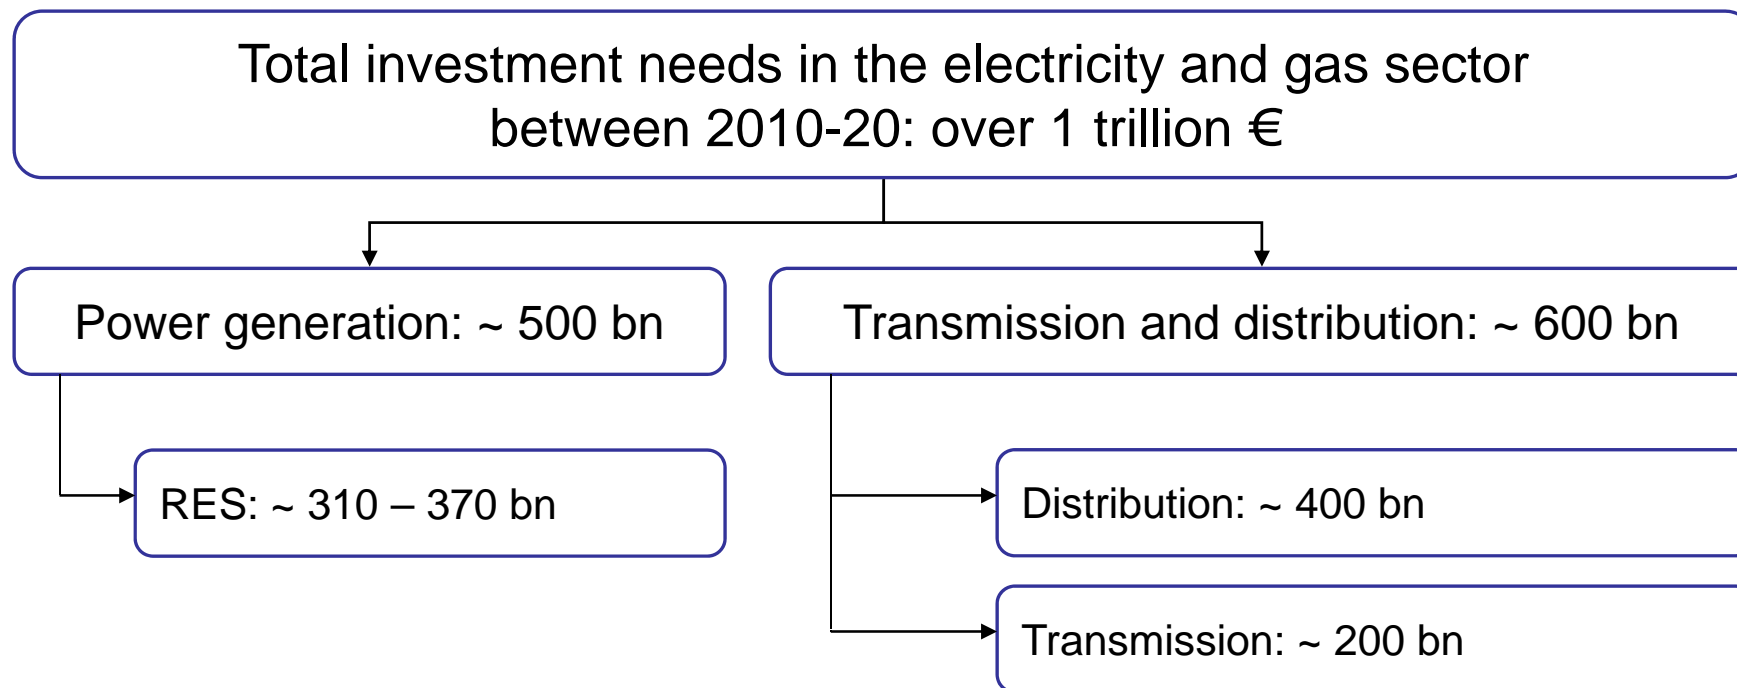 Total investment needs in the electricity and gas sector
between 2010-20: over 1 trillion €
Power generation: ~ 500 bn
Transmission and distribution: ~ 600 bn
RES: ~ 310 – 370 bn
Distribution: ~ 400 bn
Transmission: ~ 200 bn